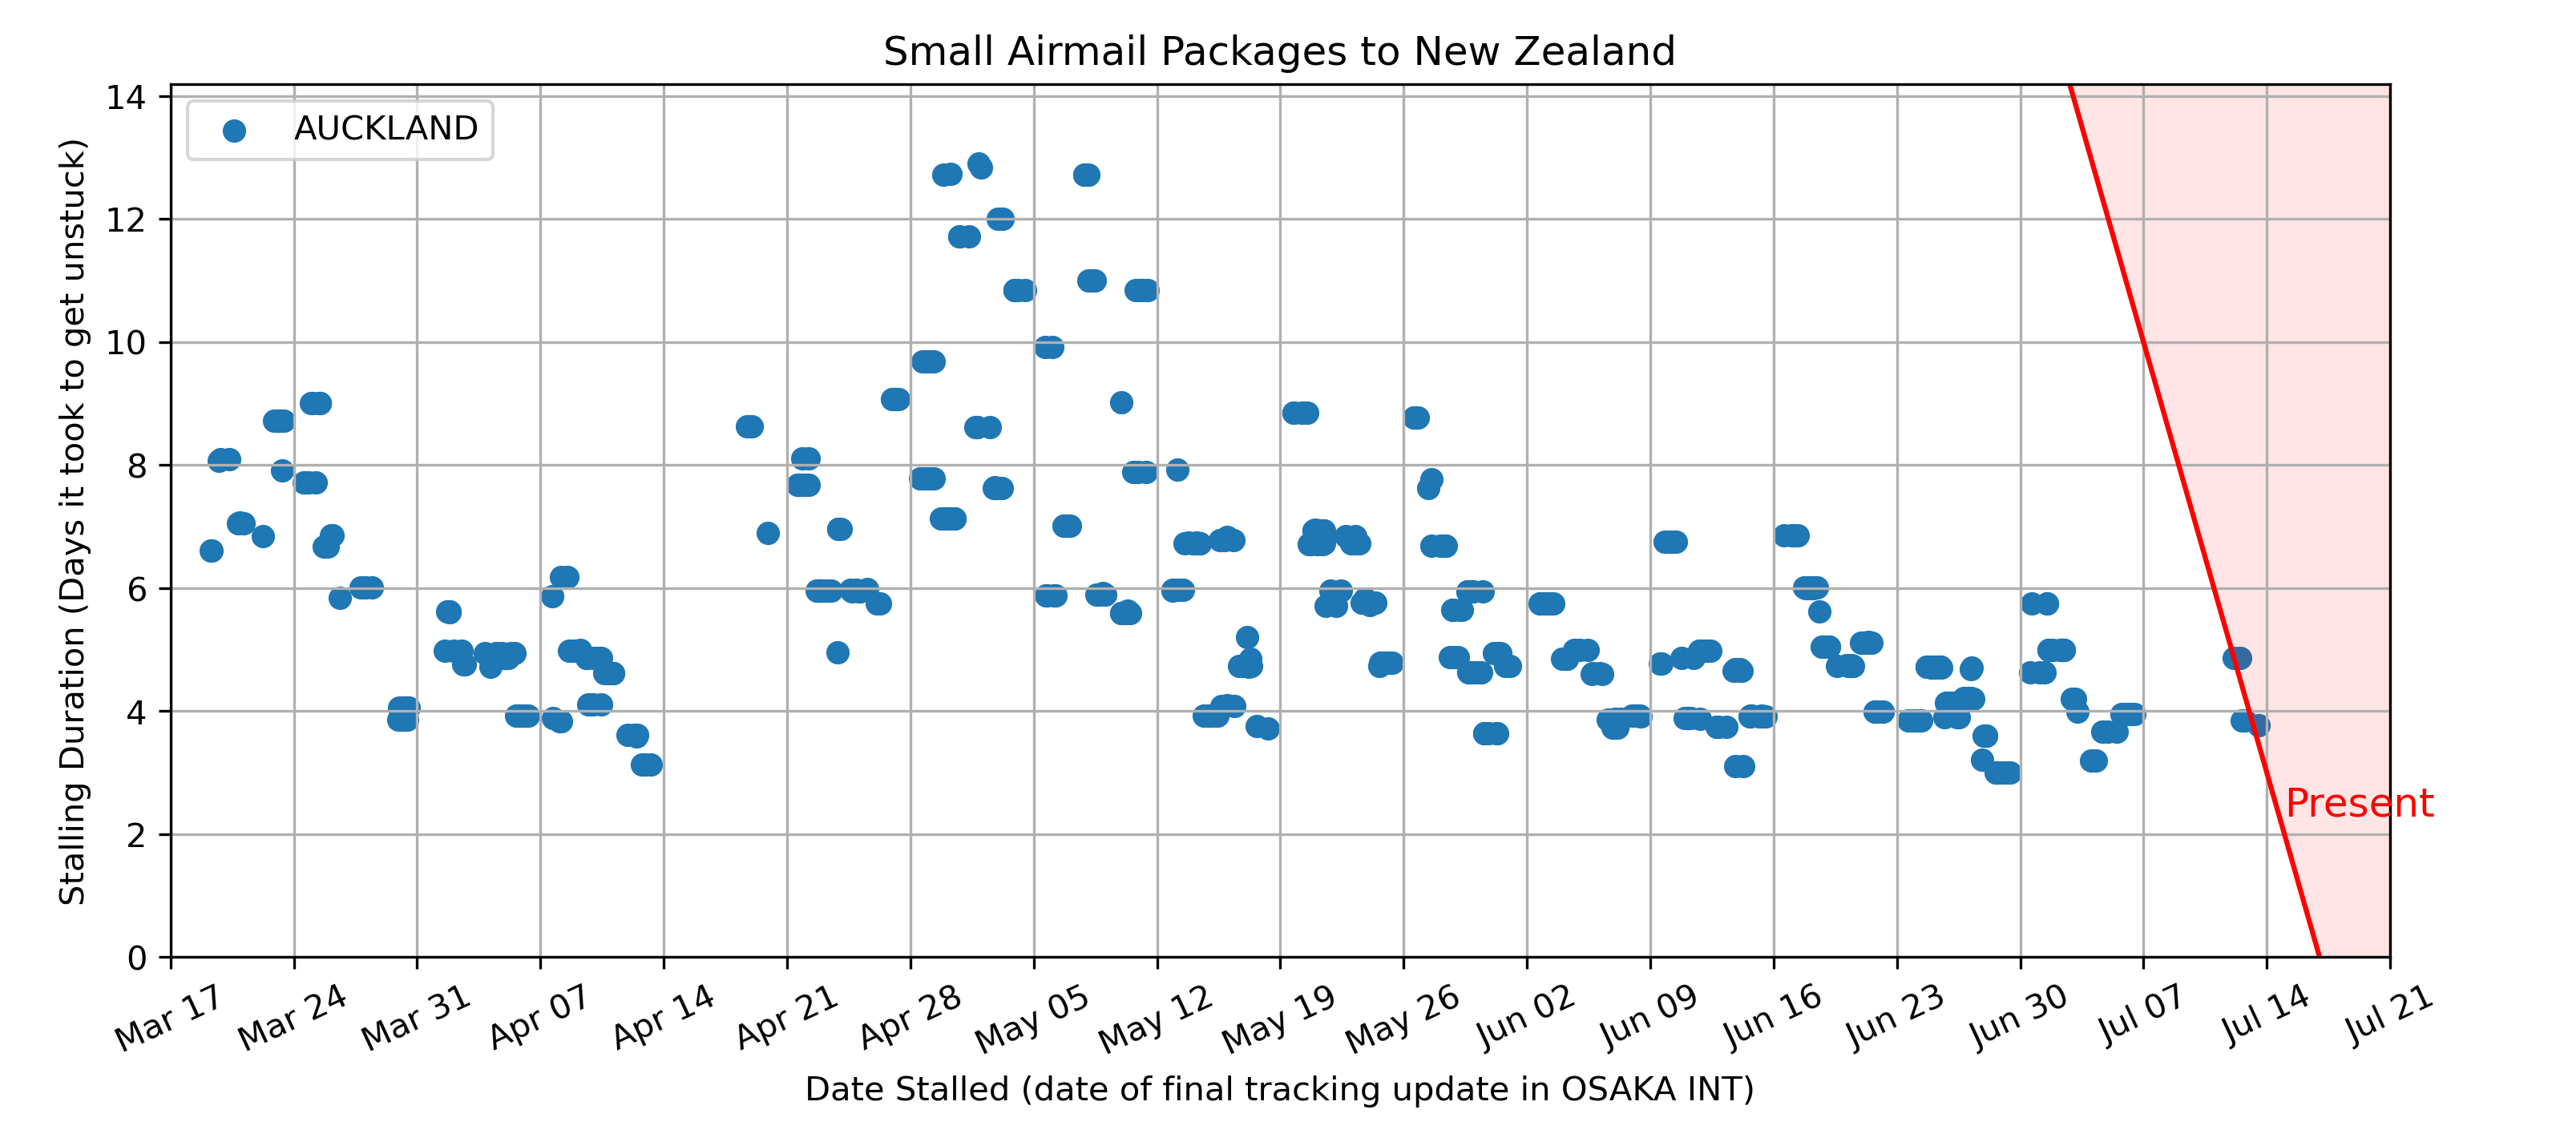 Small Airmail Packages to New Zealand
AUCKLAND
Stalling Duration (Days it took to get unstuck)
14
12
10
8
6
4
2
0
Present
Mar 17 Mar 24 Mar 31 Apr 07 Apr 14 Apr 21 Apr 28 May 05 May 12 May 19 May 26 Jun 02 Jun 09 Jun 16 Jun 23 Jun 30 Jul 07 Jul 14 Jul 21
Date Stalled (date of final tracking update in OSAKA INT)